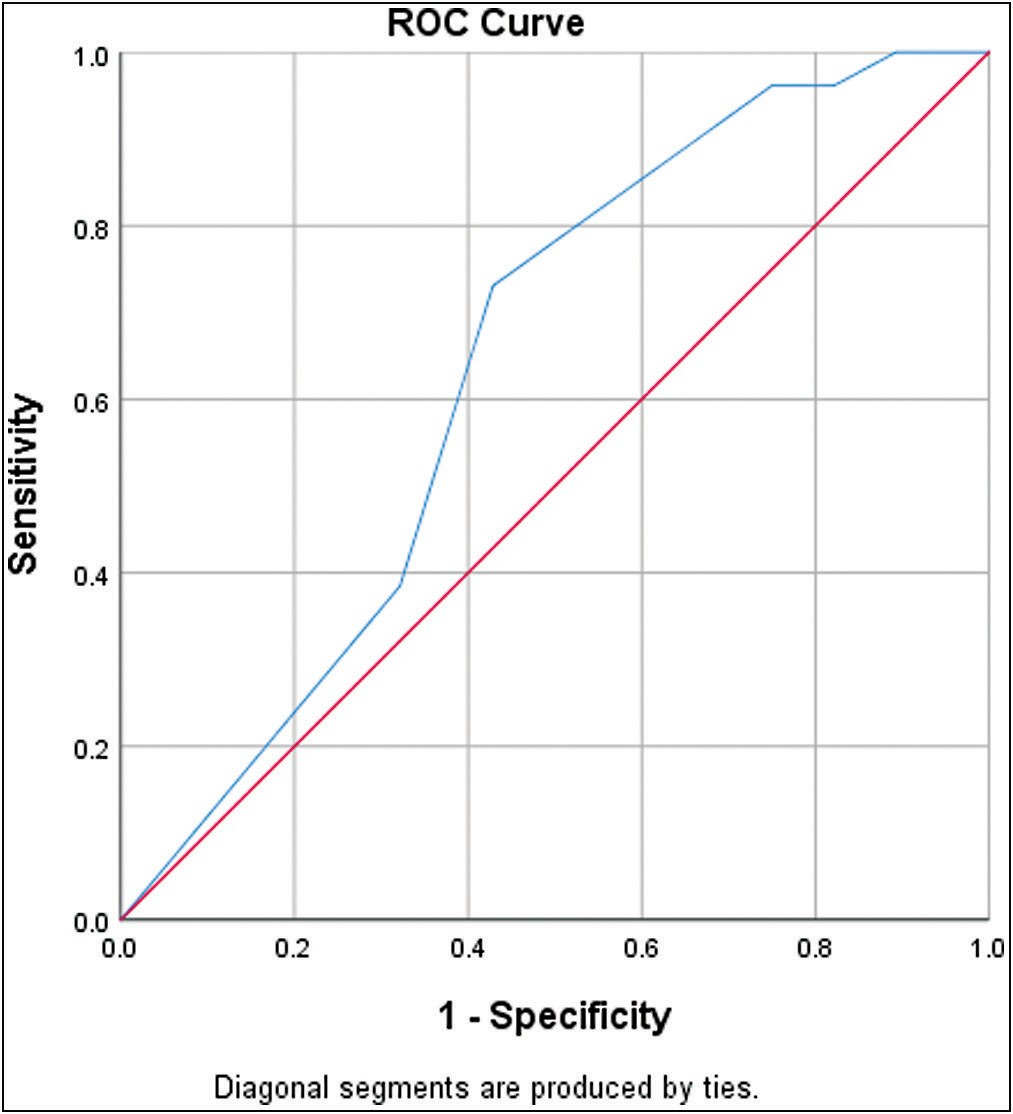 ROC Curve
1.0
0.8
0.6
0.4
0.2
0.0
Sensitivity
0.0 0.2 0.4 0.6 0.8 1.0
1 - Specificity
Diagonal segments are produced by ties.